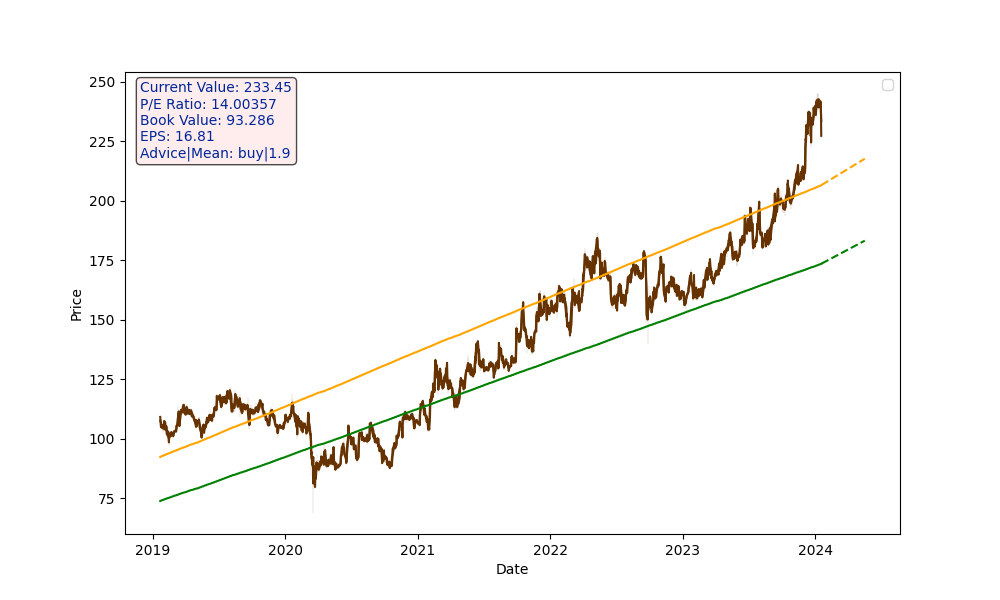 Current Value: 233.45
P/E Ratio: 14.00357
Book Value: 93.286
EPS: 16.81
Advice|Mean: buy|1.9
250
225
200
175
150
125
100
75
Price
2019 2020 2021 2022 2023 2024
Date